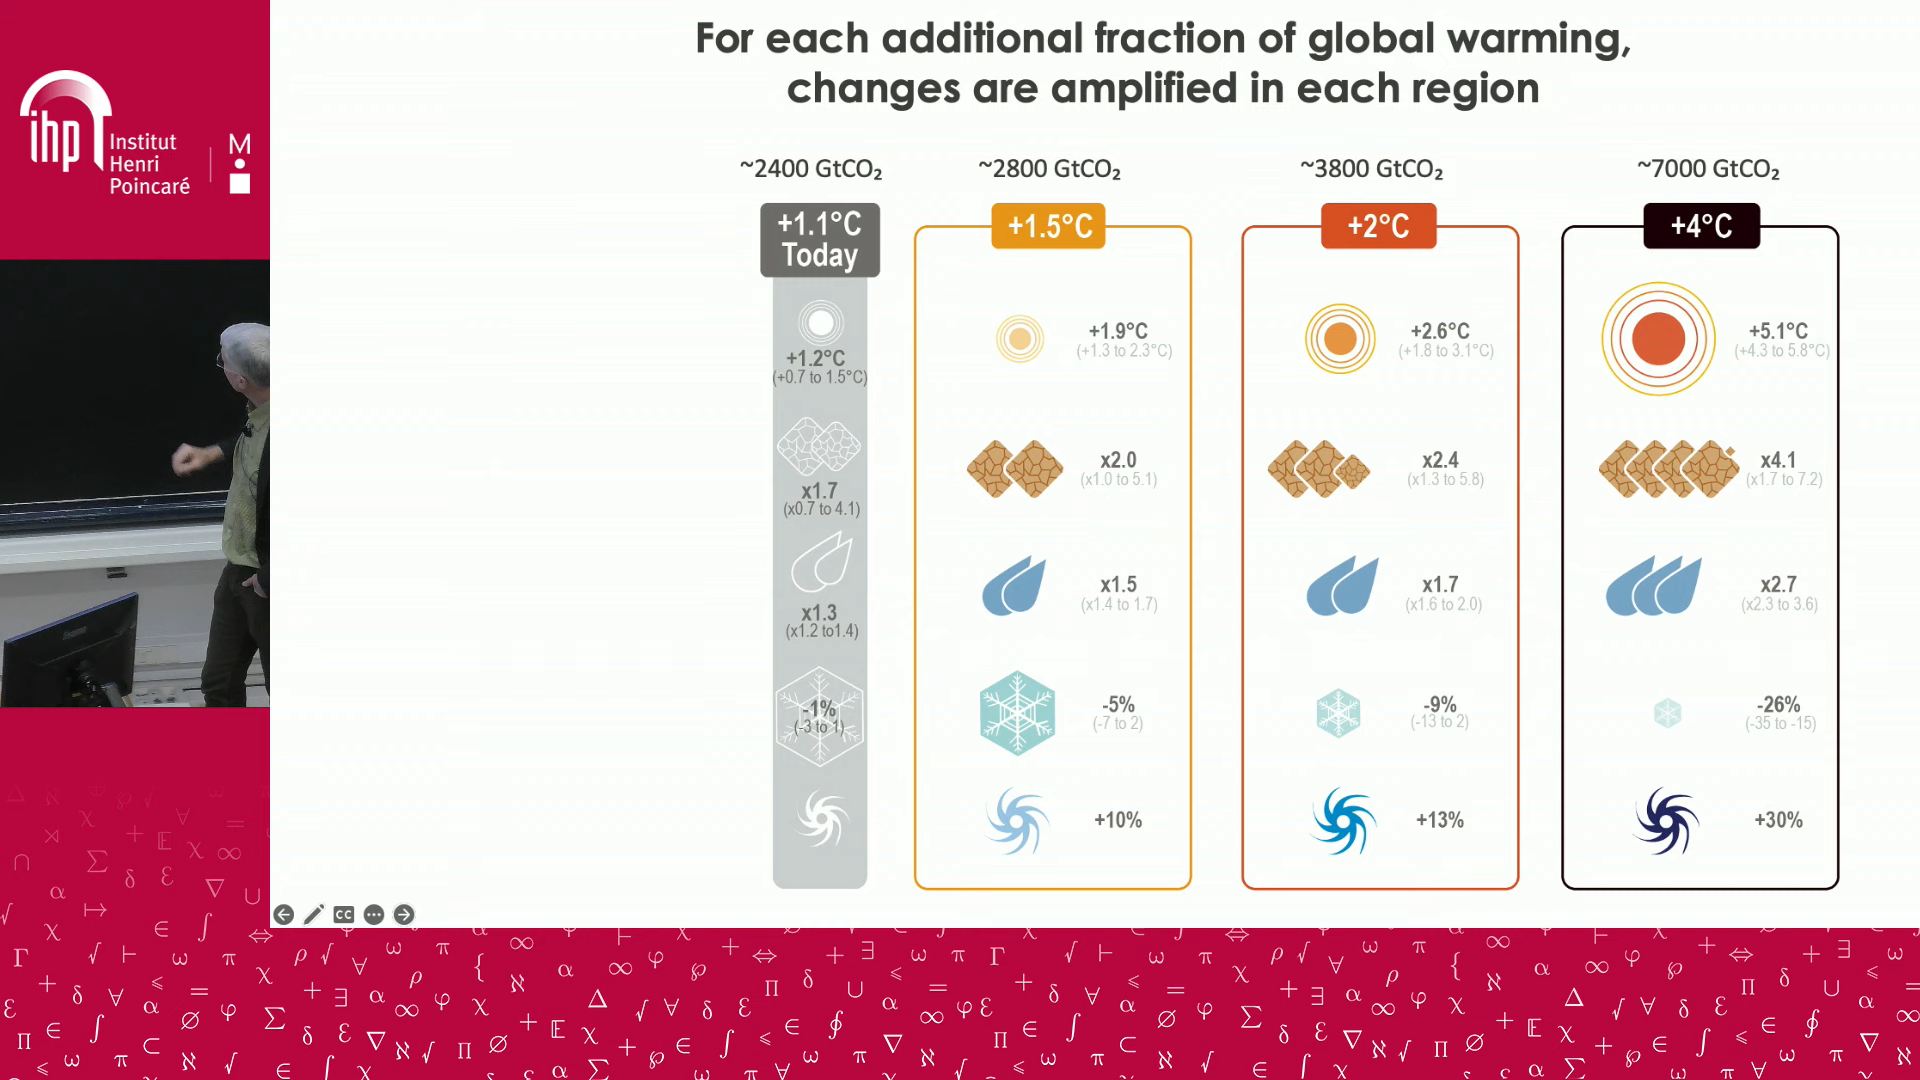 ihp
Institut
Henri
Poincaré
M
For each additional fraction of global warming,
changes are amplified in each region
~2400 GtCO₂
~2800 GtCO₂
~3800 GtCO₂
~7000 GtCO₂
+1.1°C
Today
+1.5°C
+2°C
+4°C
+1.2°C
(+0.7 to 1.5°C)
+1.9°C
(+1.3 to 2.3°C)
+2.6°C
(+1.8 to 3.1°C)
+5.1°C
(+4.3 to 5.8°C)
x1.7
(x0.7 to 4.1)
x2.0
(x1.0 to 5.1)
x2.4
(x1.3 to 5.8)
x4.1
(x1.7 to 7.2)
x1.3
(x1.2 to1.4)
x1.5
(x1.4 to 1.7)
x1.7
(x1.6 to 2.0)
x2.7
(x2.3 to 3.6)
-1%
(-3 to 1)
-5%
(-7 to 2)
-9%
(-13 to 2)
-26%
(-35 to -15)
+10%
+13%
+30%
CC